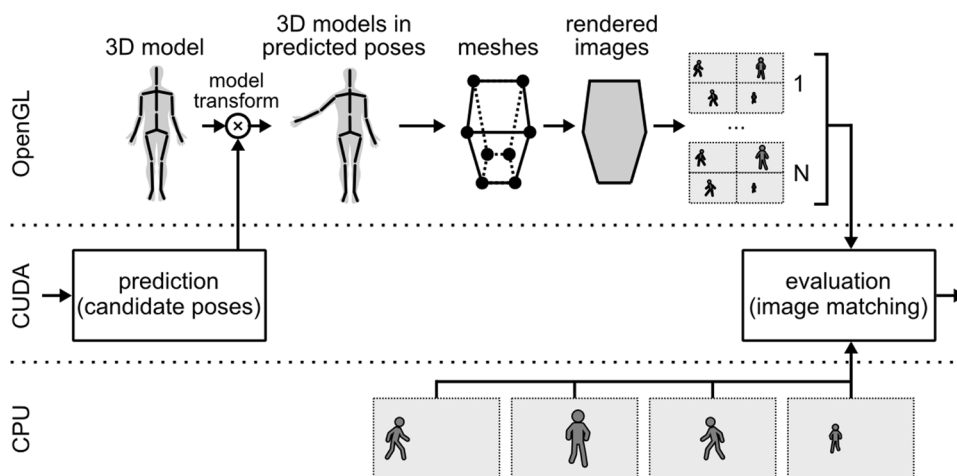 3D model
3D models in
predicted poses
meshes
rendered
images
model
transform
OpenGL
1
...
N
CUDA
prediction
(candidate poses)
evaluation
(image matching)
CPU